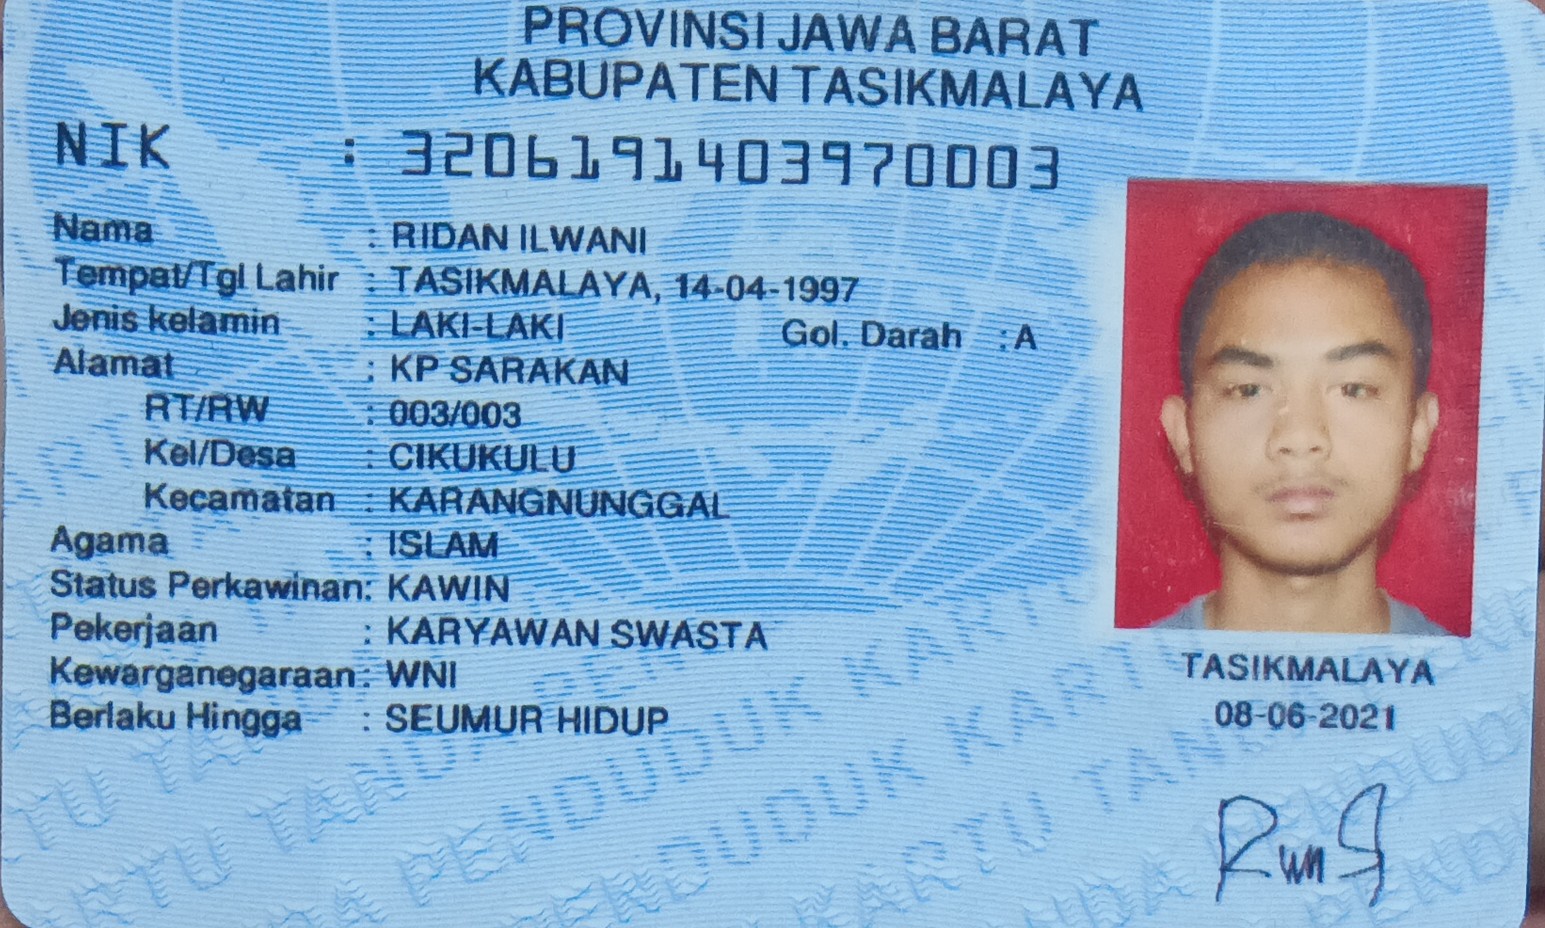 PROVINSI JAWA BARAT
KABUPATEN TASIKMALAYA
NIK : 3206191403970003
Nama : RIDAN ILWANI
Tempat/Tgl Lahir : TASIKMALAYA, 14-04-1997
Jenis kelamin : LAKI-LAKI Gol. Darah : A
Alamat : KP SARAKAN
RT/RW : 003/003
Kel/Desa : CIKUKULU
Kecamatan : KARANGNUNGGAL
Agama : ISLAM
Status Perkawinan: KAWIN
Pekerjaan : KARYAWAN SWASTA
Kewarganegaraan: WNI
Berlaku Hingga : SEUMUR HIDUP
TASIKMALAYA
08-06-2021